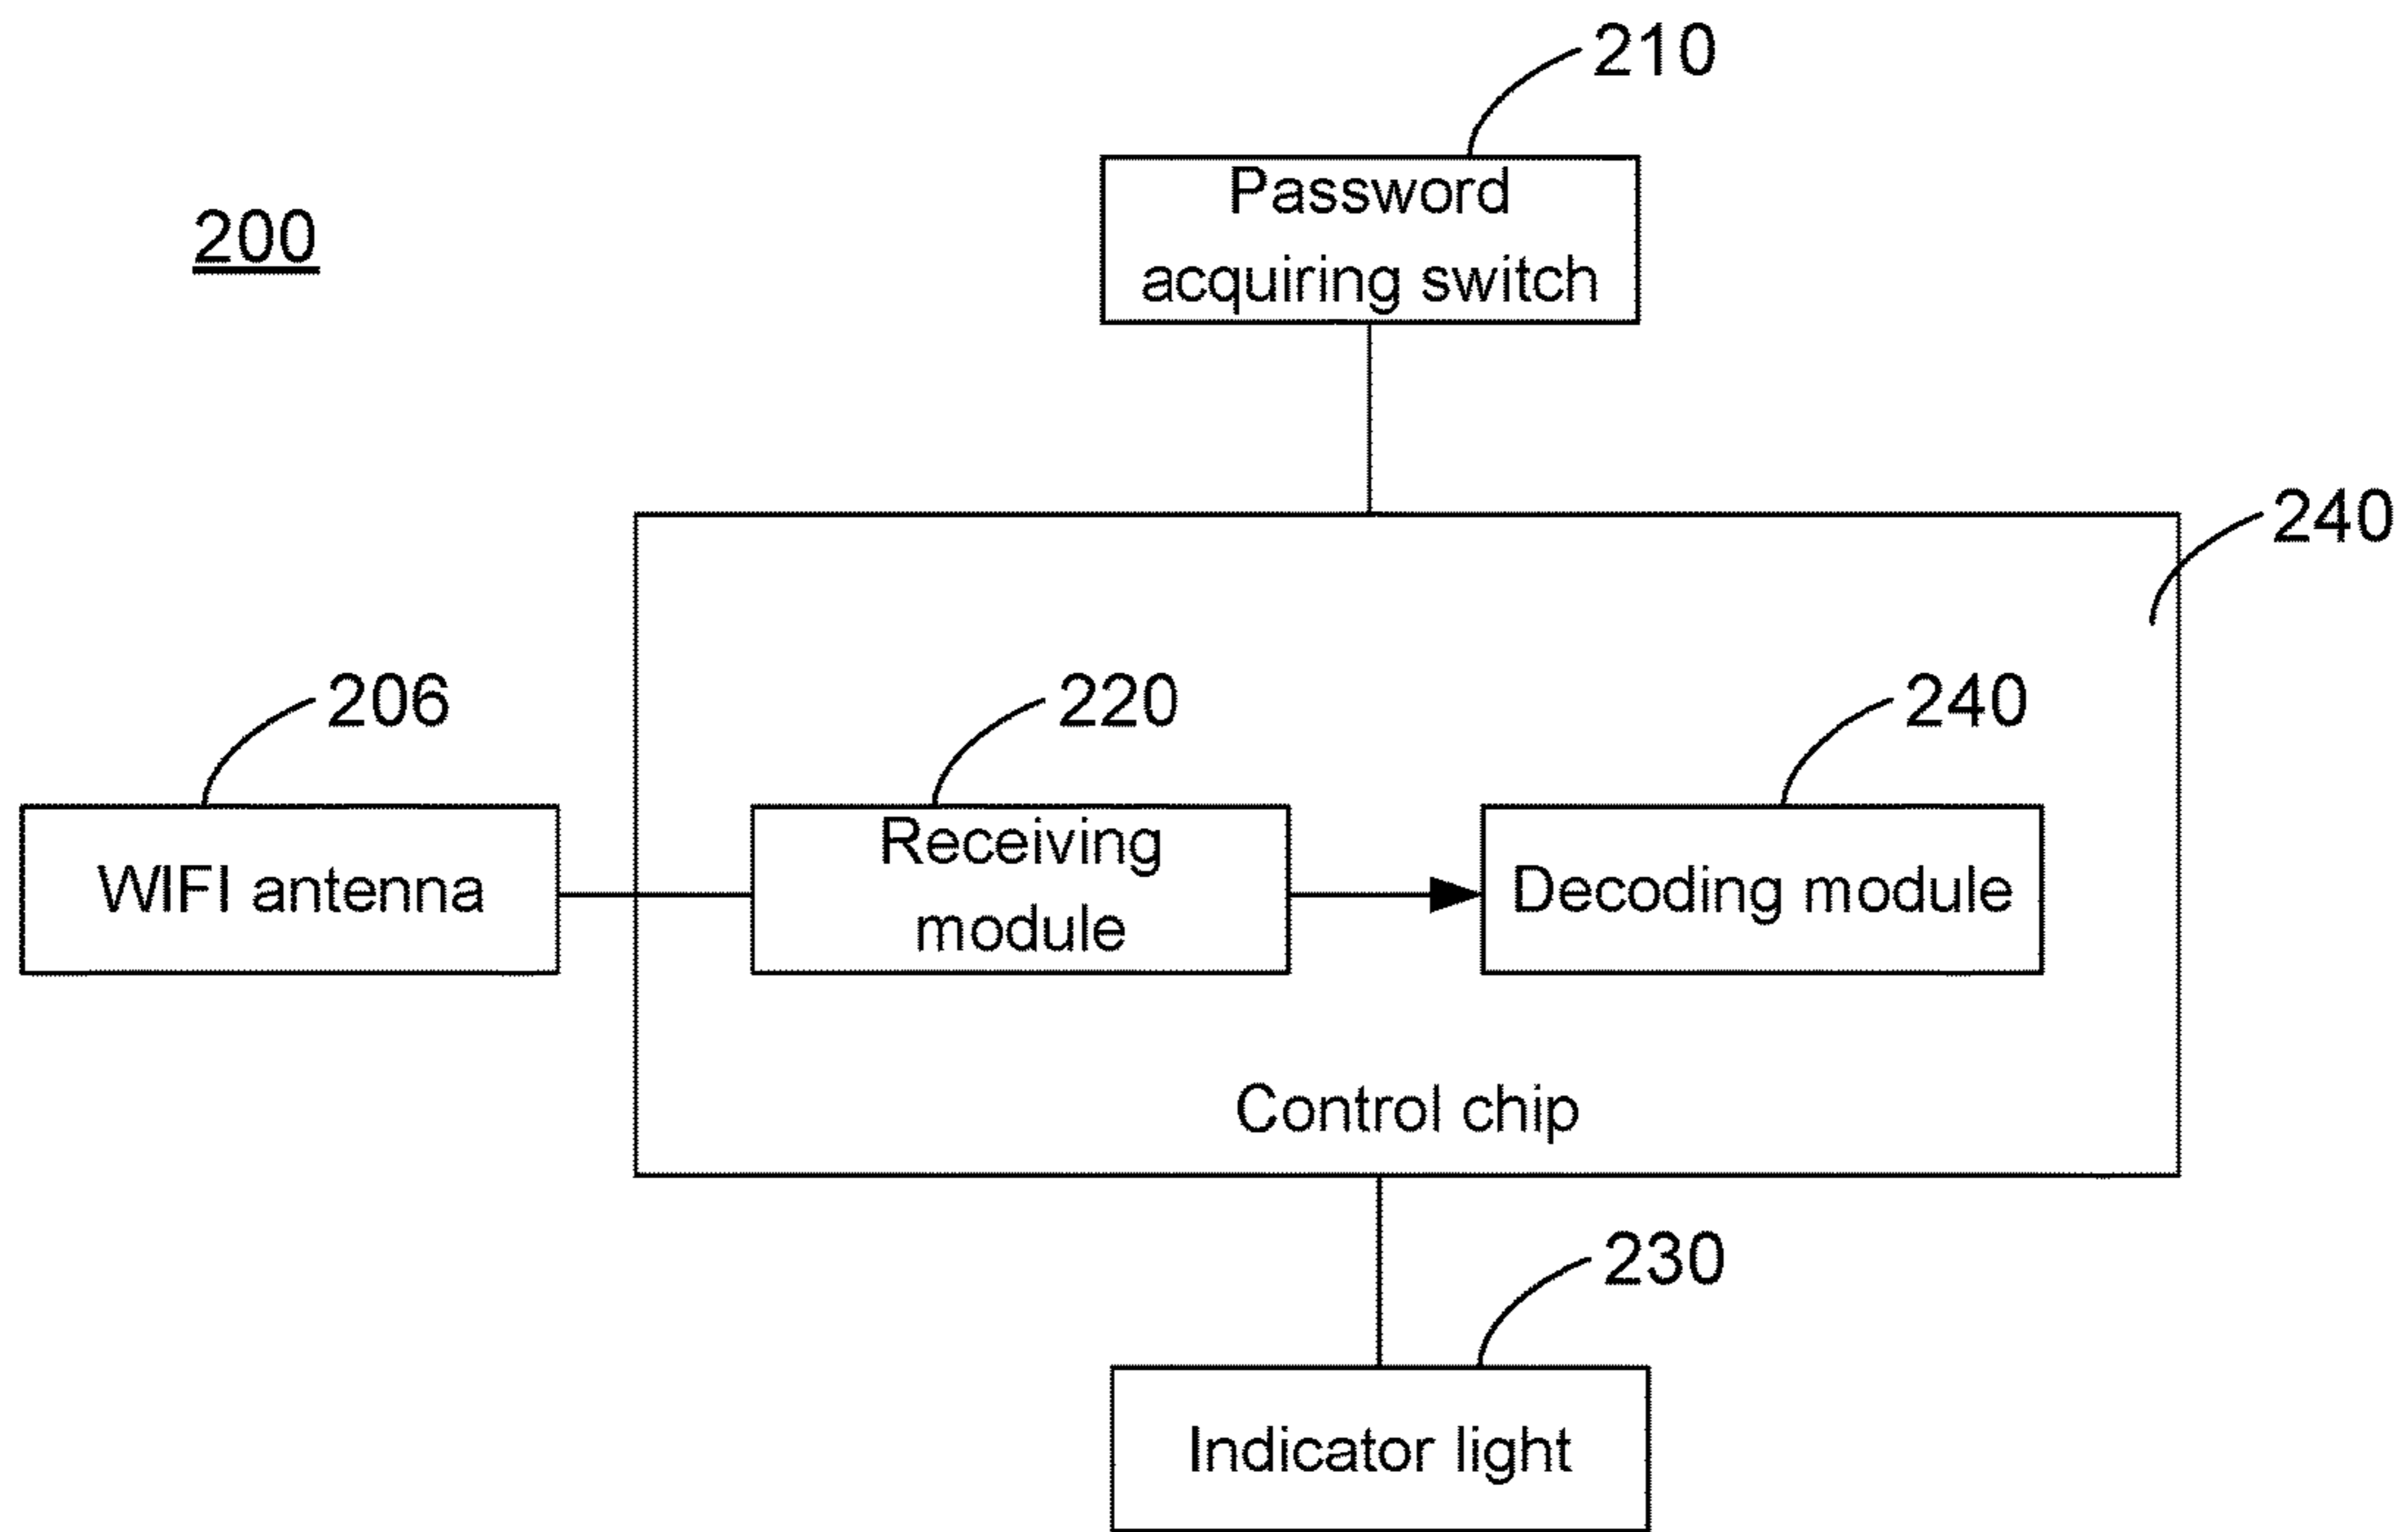 210
Password
acquiring switch
200
240
206
220
240
WIFI antenna
Receiving
module
Decoding module
Control chip
230
Indicator light